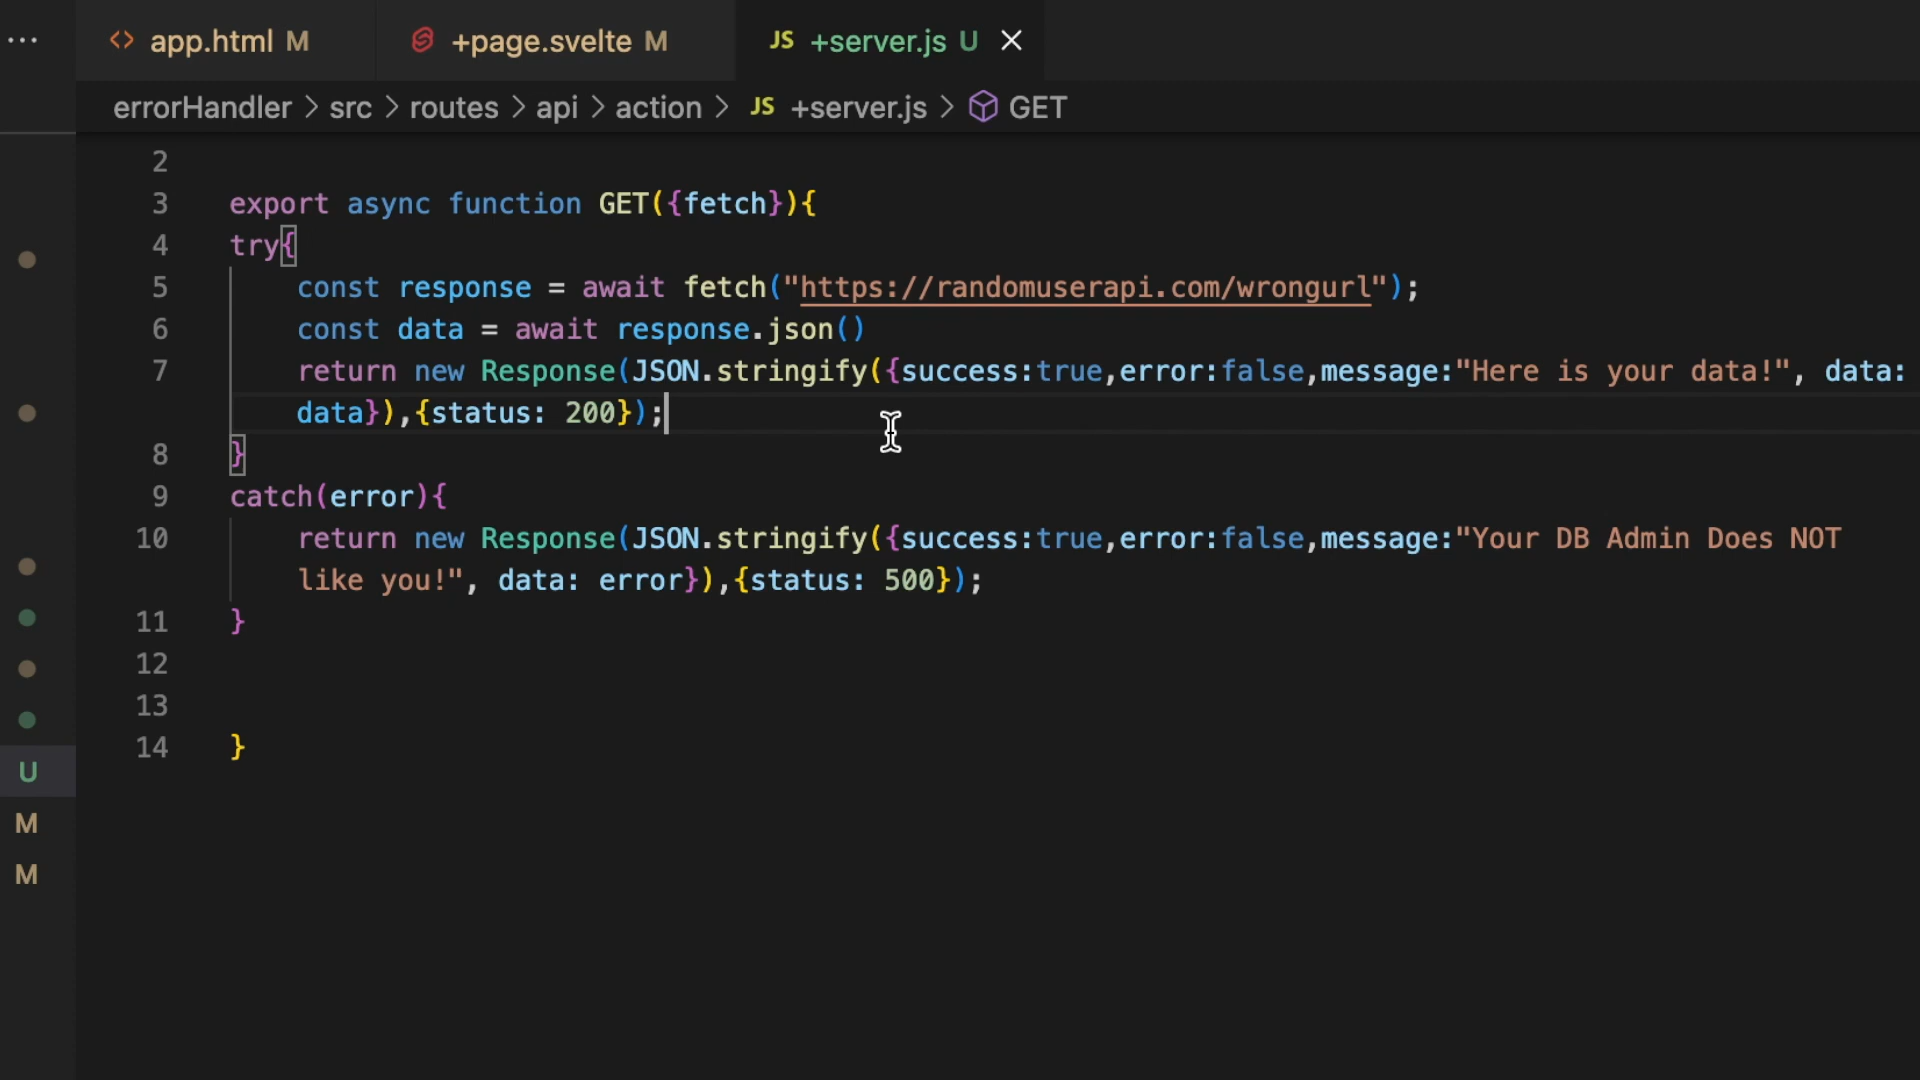 ... <> app.html M +page.svelte M JS +server.js U ×
errorHandler > src > routes > api > action > JS +server.js > GET
2
3 export async function GET({fetch}){
4 try{
5 const response = await fetch("https://randomuserapi.com/wrongurl");
6 const data = await response.json()
7 return new Response(JSON.stringify({success:true,error:false,message:"Here is your data!", data:
data}),{status: 200});
8 }
9 catch(error){
10 return new Response(JSON.stringify({success:true,error:false,message:"Your DB Admin Does NOT
like you!", data: error}),{status: 500});
11 }
12
13
14 }
U
M
M